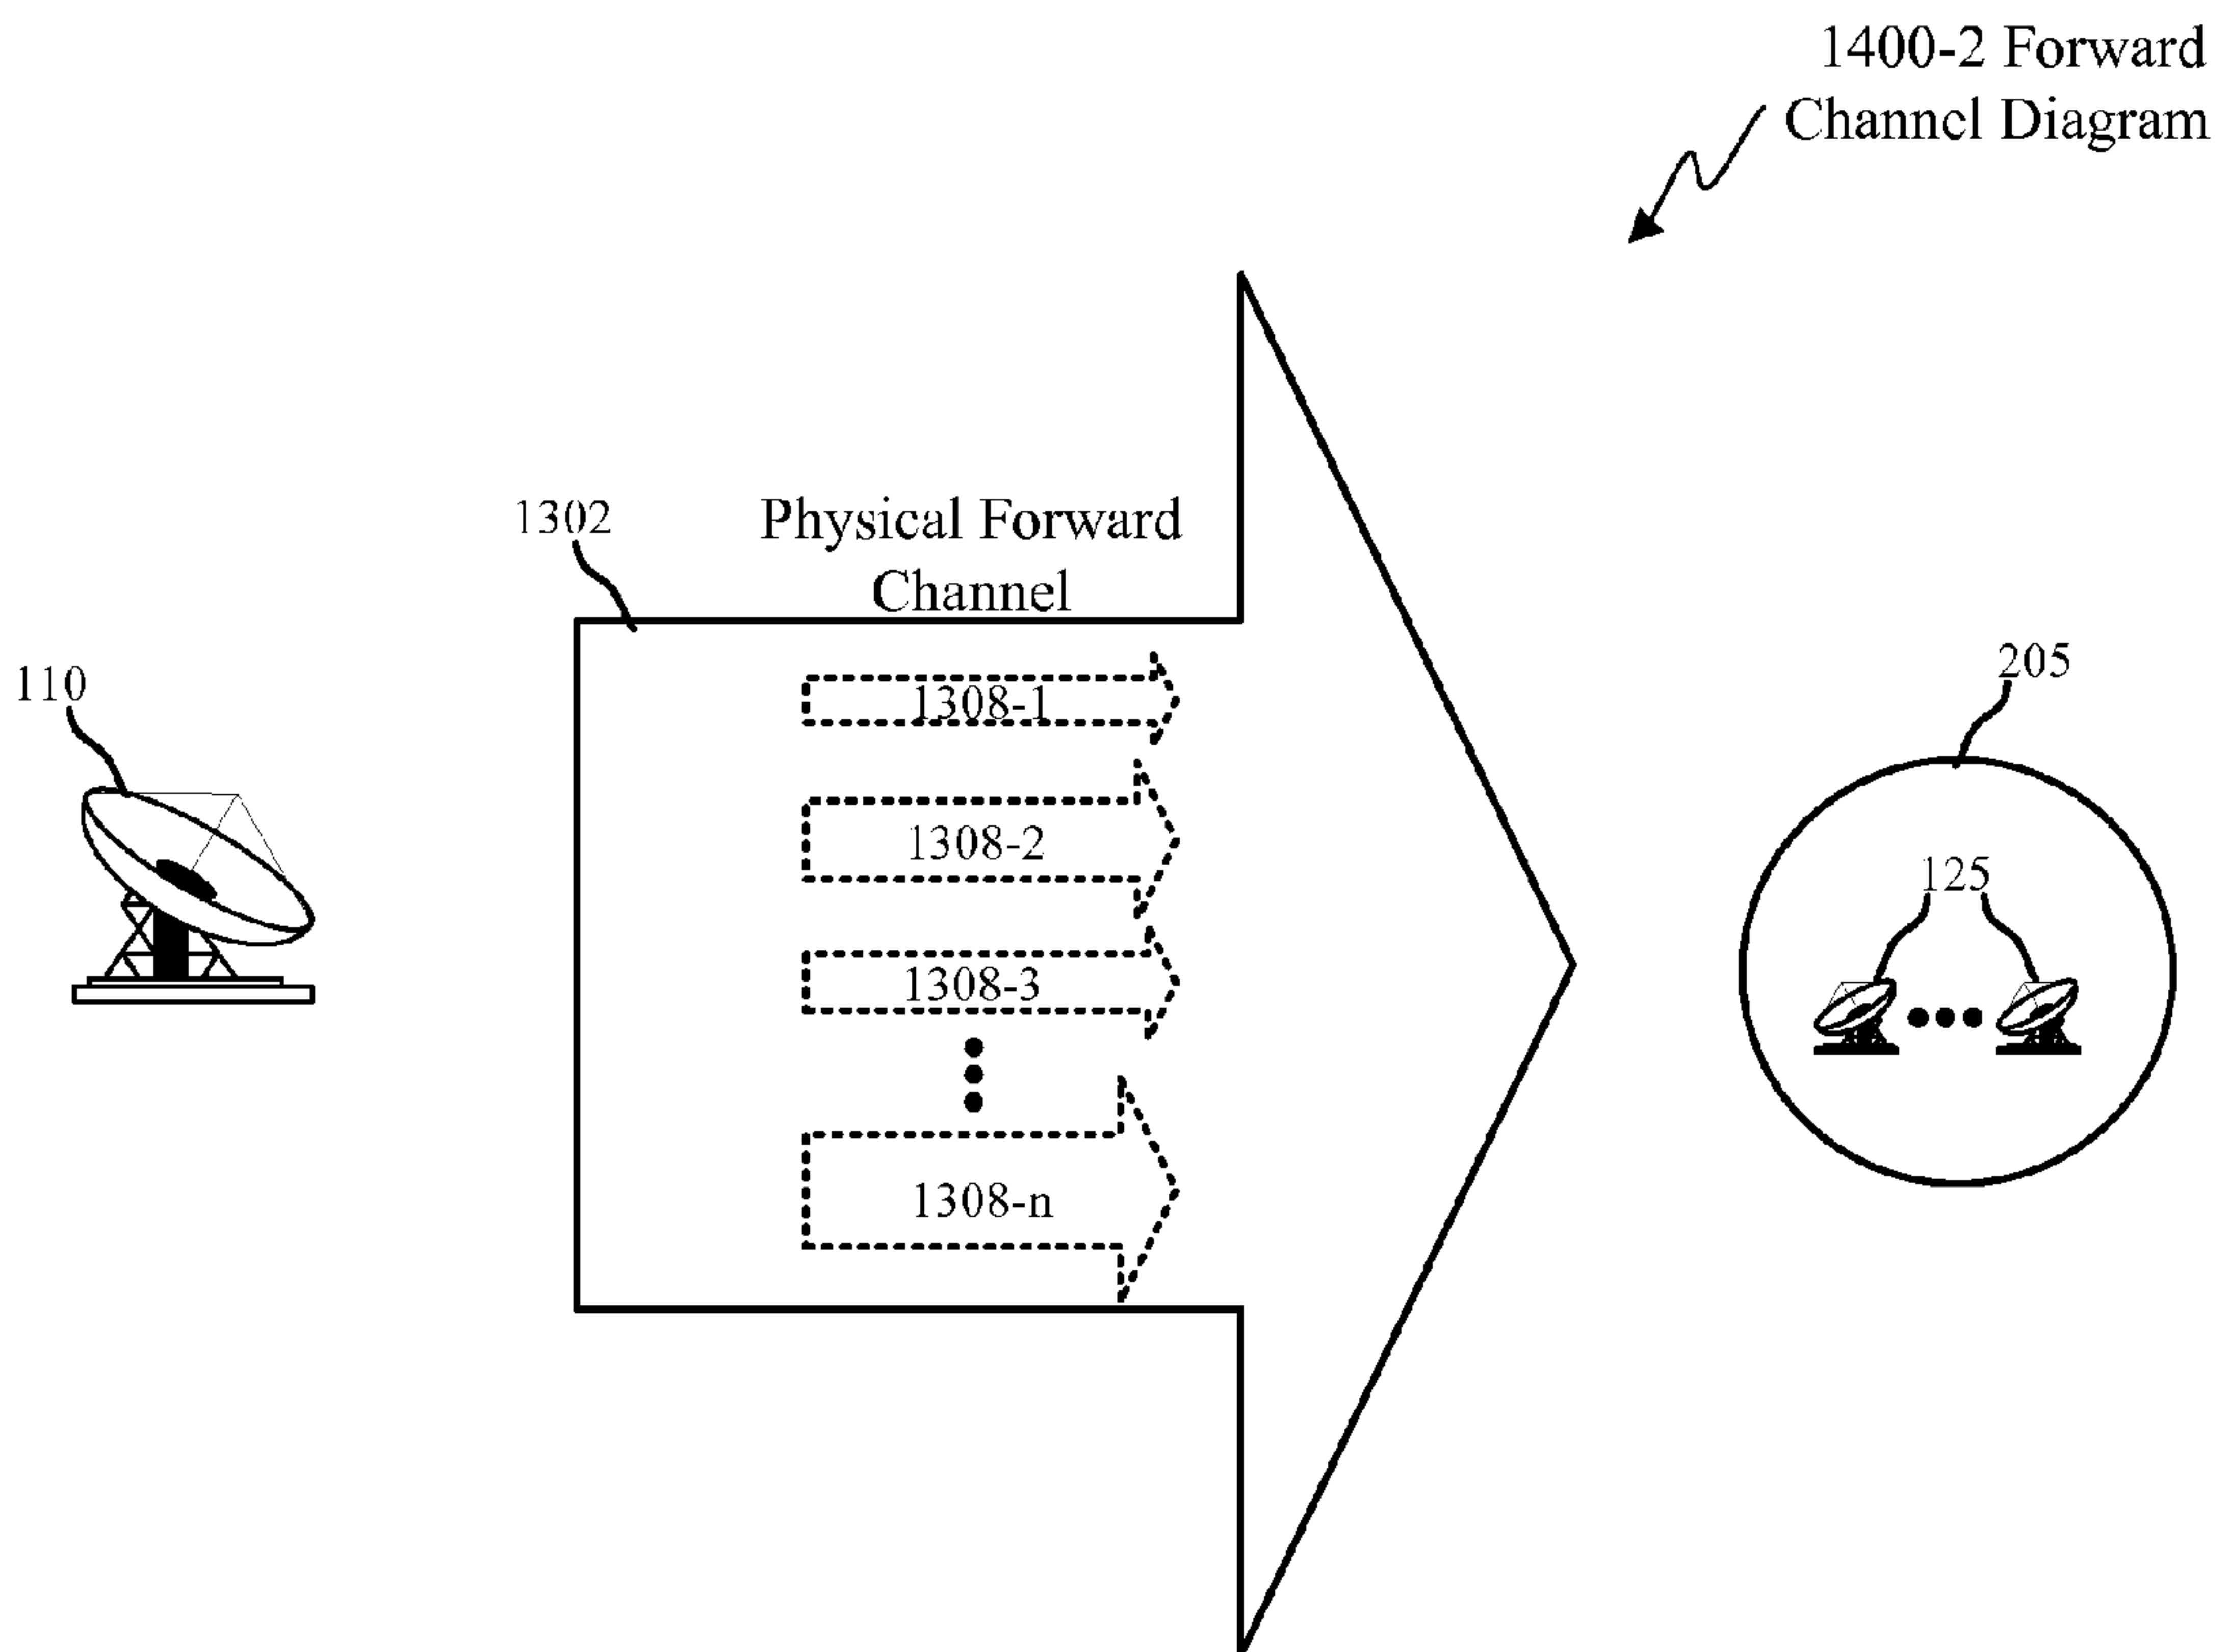 1400-2 Forward
Channel Diagram
1302
Physical Forward
Channel
110
1308-1
205
1308-2
125
1308-3
1308-n